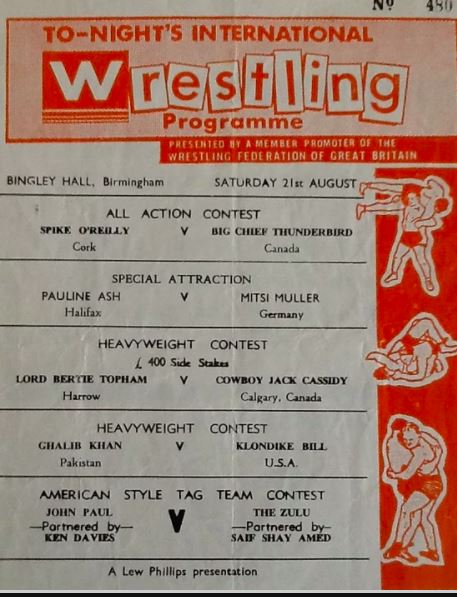 Nº 480
TO-NIGHT'S INTERNATIONAL
Wrestling
Programme
PRESENTED BY A MEMBER PROMOTER OF THE
WRESTLING FEDERATION OF GREAT BRITAIN
BINGLEY HALL, Birmingham SATURDAY 21st AUGUST
ALL ACTION CONTEST
SPIKE O'REILLY V BIG CHIEF THUNDERBIRD
Cork Canada
SPECIAL ATTRACTION
PAULINE ASH V MITSI MULLER
Halifax Germany
HEAVYWEIGHT CONTEST
£ 400 Side Stakes
LORD BERTIE TOPHAM V COWBOY JACK CASSIDY
Harrow Calgary, Canada
HEAVYWEIGHT CONTEST
GHALIB KHAN V KLONDIKE BILL
Pakistan U.S.A.
AMERICAN STYLE TAG TEAM CONTEST
JOHN PAUL V THE ZULU
—Partnered by— —Partnered by—
KEN DAVIES SAIF SHAY AMED
A Lew Phillips presentation